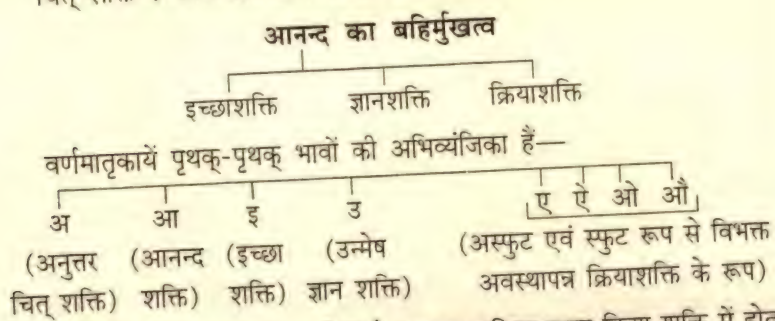 आनन्द का बहिर्मुखत्व
इच्छाशक्ति ज्ञानशक्ति क्रियाशक्ति
वर्णमातृकायें पृथक्-पृथक् भावों की अभिव्यंजिका हैं—
अ आ इ उ ए ऐ ओ औ
(अनुत्तर (आनन्द (इच्छा (उन्मेष (अस्फुट एवं स्फुट रूप से विभक्त
चित् शक्ति) शक्ति) शक्ति) ज्ञान शक्ति) अवस्थापन्न क्रियाशक्ति के रूप)